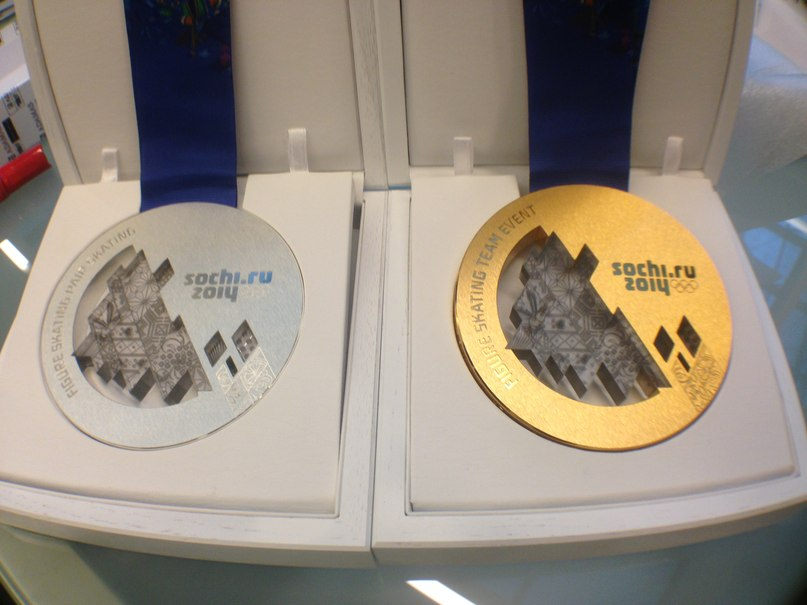 FIGURE SKATING PAIR SKATING
sochi.ru
2014
FIGURE SKATING TEAM EVENT
sochi.ru
2014